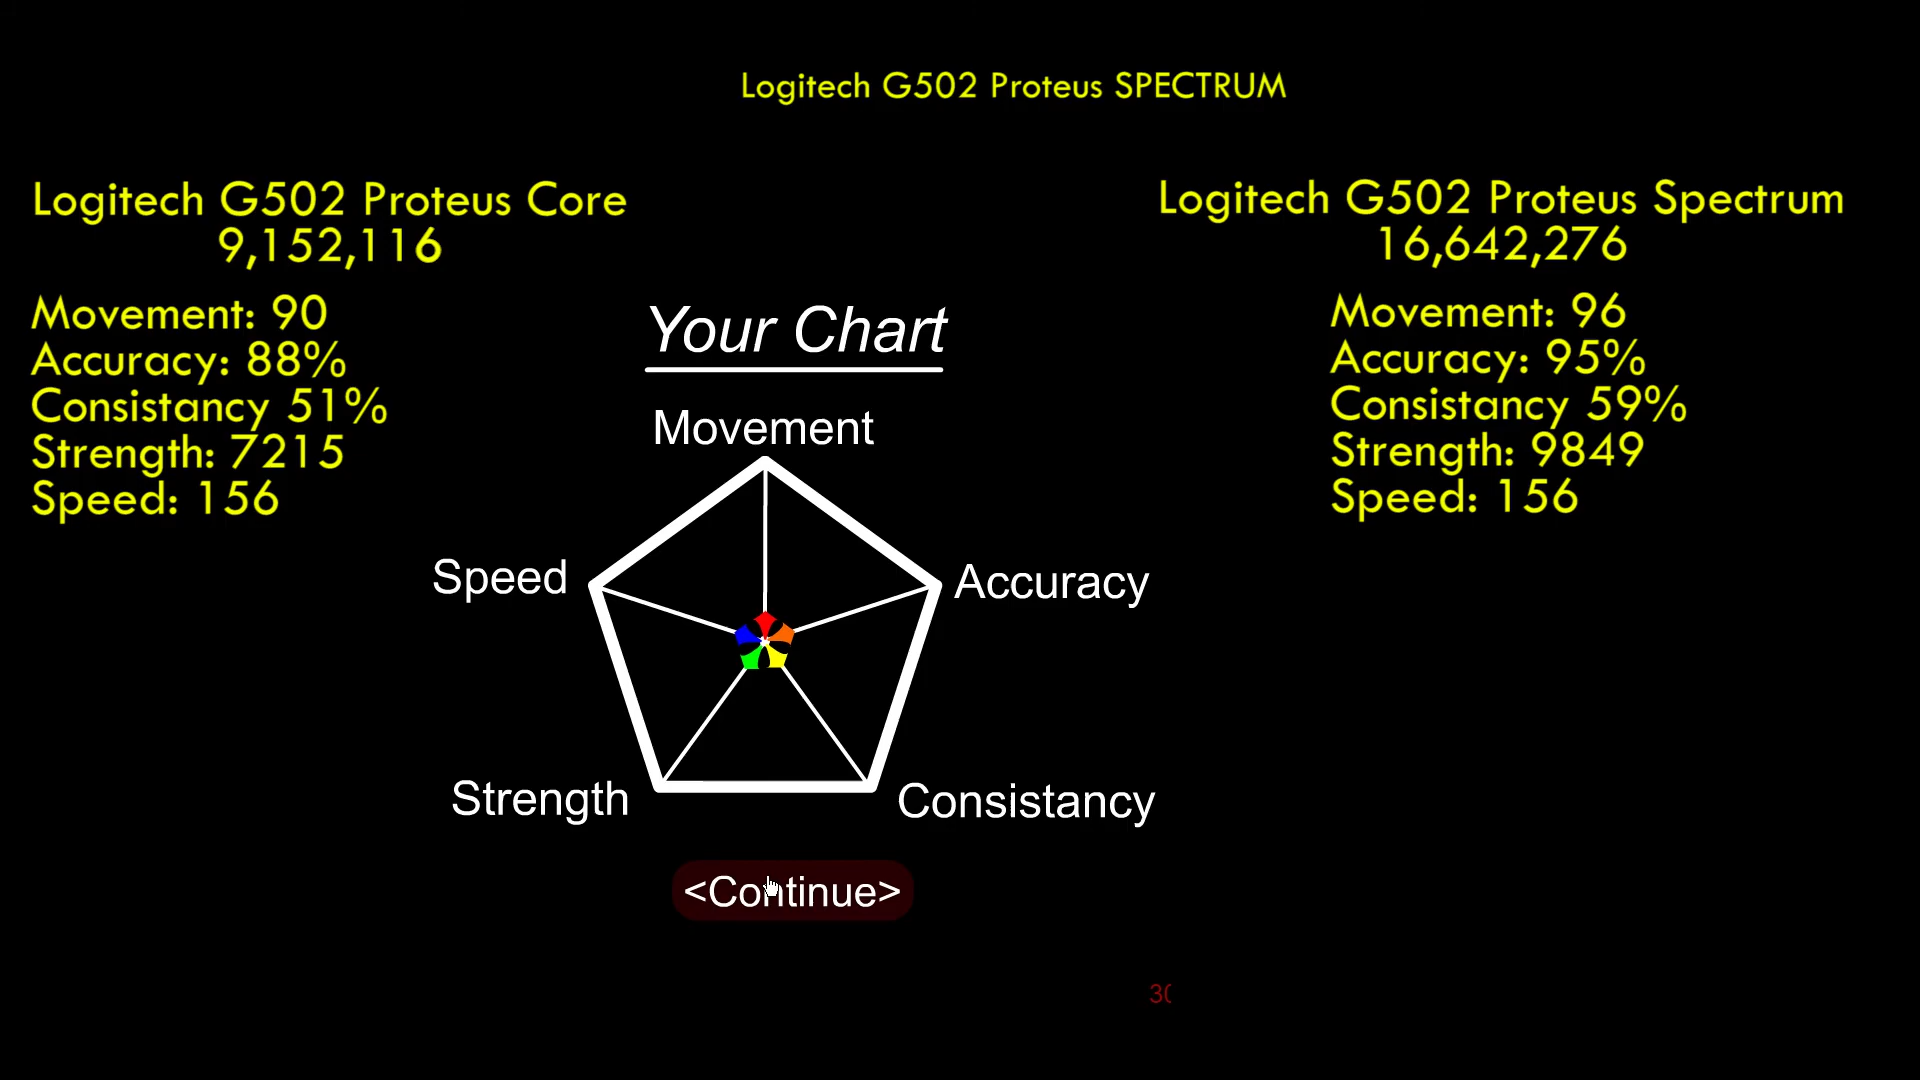 Logitech G502 Proteus SPECTRUM
Logitech G502 Proteus Core
9,152,116
Movement: 90
Accuracy: 88%
Consistancy 51%
Strength: 7215
Speed: 156
Logitech G502 Proteus Spectrum
16,642,276
Movement: 96
Accuracy: 95%
Consistancy 59%
Strength: 9849
Speed: 156
Your Chart
Movement
Speed
Accuracy
Strength
Consistancy
<Continue>